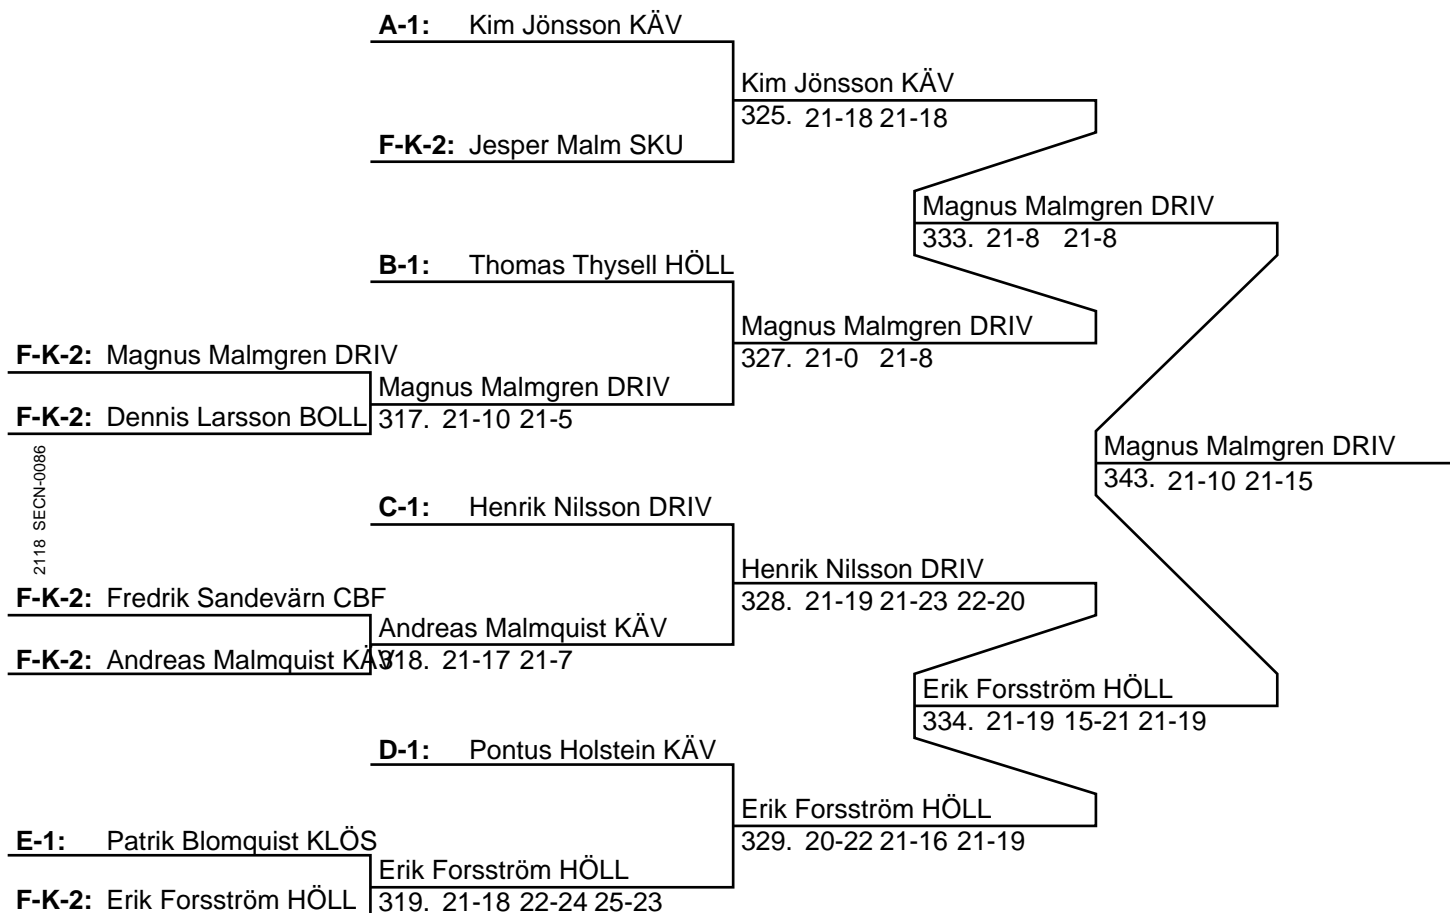 A-1: Kim Jönsson KÄV
Kim Jönsson KÄV
325. 21-18 21-18
F-K-2: Jesper Malm SKU
Magnus Malmgren DRIV
333. 21-8 21-8
B-1: Thomas Thysell HÖLL
Magnus Malmgren DRIV
327. 21-0 21-8
F-K-2: Magnus Malmgren DRIV
Magnus Malmgren DRIV
317. 21-10 21-5
F-K-2: Dennis Larsson BOLL
Magnus Malmgren DRIV
343. 21-10 21-15
2118 SECN-0086
C-1: Henrik Nilsson DRIV
Henrik Nilsson DRIV
328. 21-19 21-23 22-20
F-K-2: Fredrik Sandevärn CBF
Andreas Malmquist KÄV
318. 21-17 21-7
F-K-2: Andreas Malmquist KÄV
Erik Forsström HÖLL
334. 21-19 15-21 21-19
D-1: Pontus Holstein KÄV
Erik Forsström HÖLL
329. 20-22 21-16 21-19
E-1: Patrik Blomquist KLÖS
Erik Forsström HÖLL
319. 21-18 22-24 25-23
F-K-2: Erik Forsström HÖLL